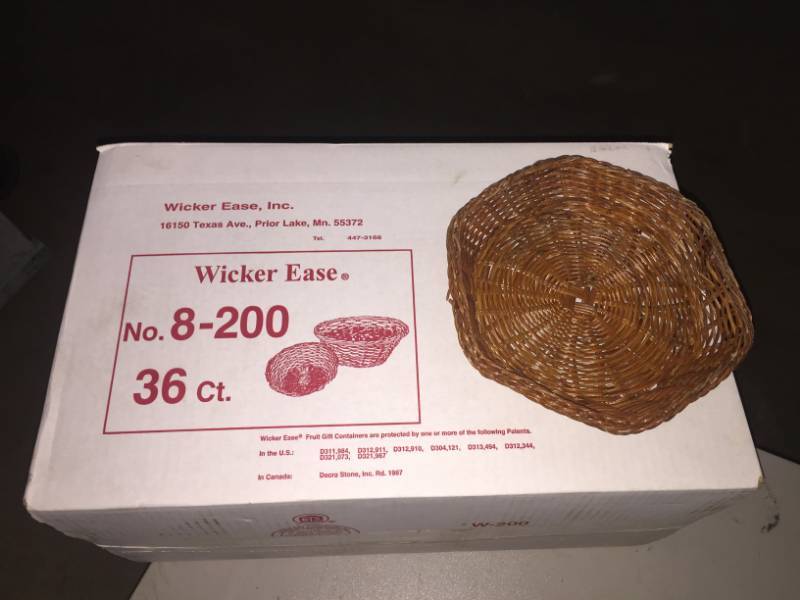 Wicker Ease, Inc.
16150 Texas Ave., Prior Lake, Mn. 55372
Tel. 447-3166
Wicker Ease®
No. 8-200
36 Ct.
Wicker Ease® Fruit Gift Containers are protected by one or more of the following Patents.
In the U.S.: D311,984, D312,911, D312,910, D304,121, D313,494, D312,344,
D321,073, D321,967
In Canada: Decra Stone, Inc. Rd. 1987
W-200